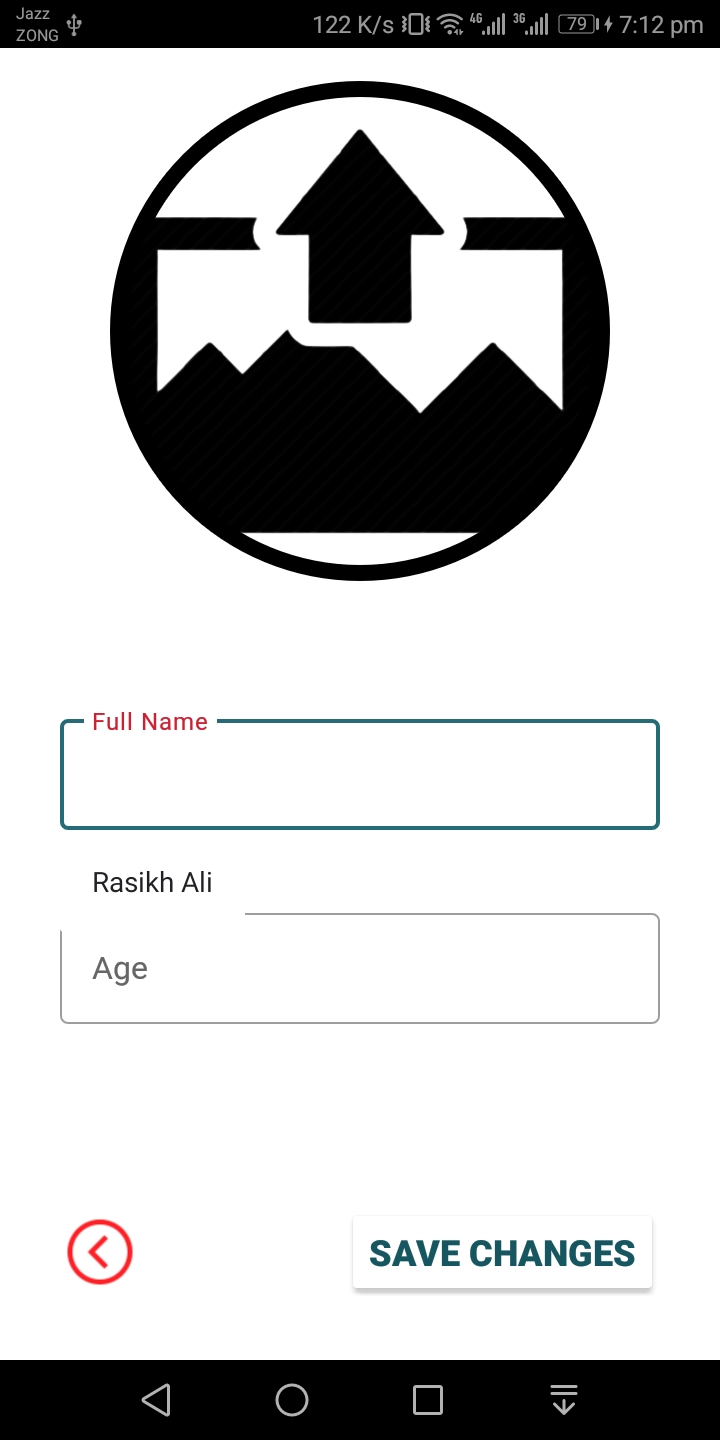 Jazz
ZONG
122 K/s 4G 3G 79 7:12 pm
Full Name
Rasikh Ali
Age
SAVE CHANGES